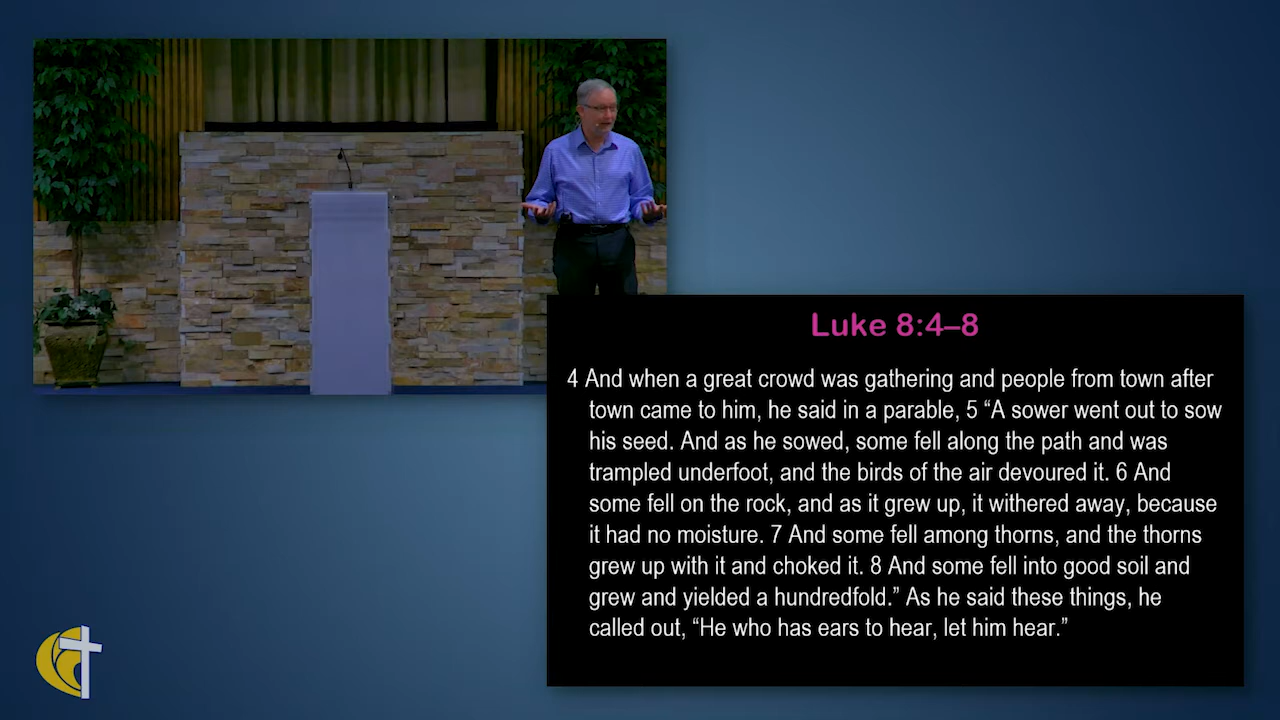 Luke 8:4–8
4 And when a great crowd was gathering and people from town after
town came to him, he said in a parable, 5 “A sower went out to sow
his seed. And as he sowed, some fell along the path and was
trampled underfoot, and the birds of the air devoured it. 6 And
some fell on the rock, and as it grew up, it withered away, because
it had no moisture. 7 And some fell among thorns, and the thorns
grew up with it and choked it. 8 And some fell into good soil and
grew and yielded a hundredfold.” As he said these things, he
called out, “He who has ears to hear, let him hear.”